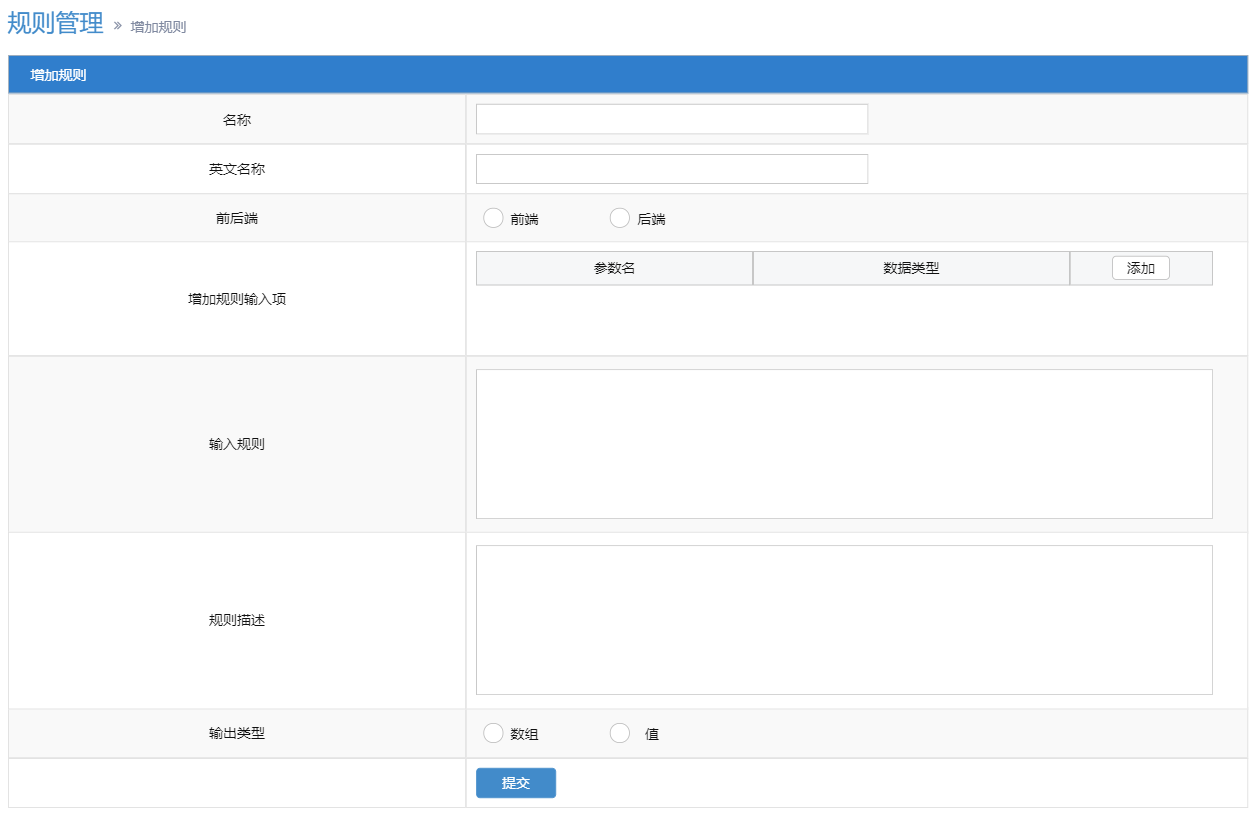 规则管理 » 增加规则
增加规则
名称
英文名称
前后端 前端 后端
参数名 数据类型 添加
增加规则输入项
输入规则
规则描述
输出类型 数组 值
提交